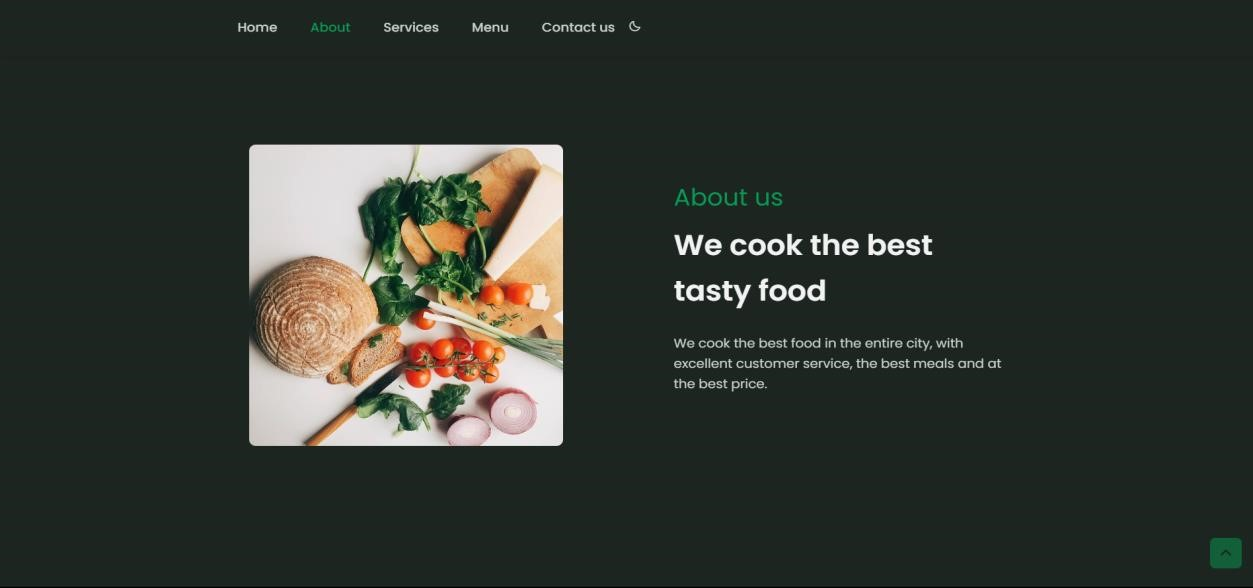 Home About Services Menu Contact us
About us
We cook the best
tasty food
We cook the best food in the entire city, with
excellent customer service, the best meals and at
the best price.